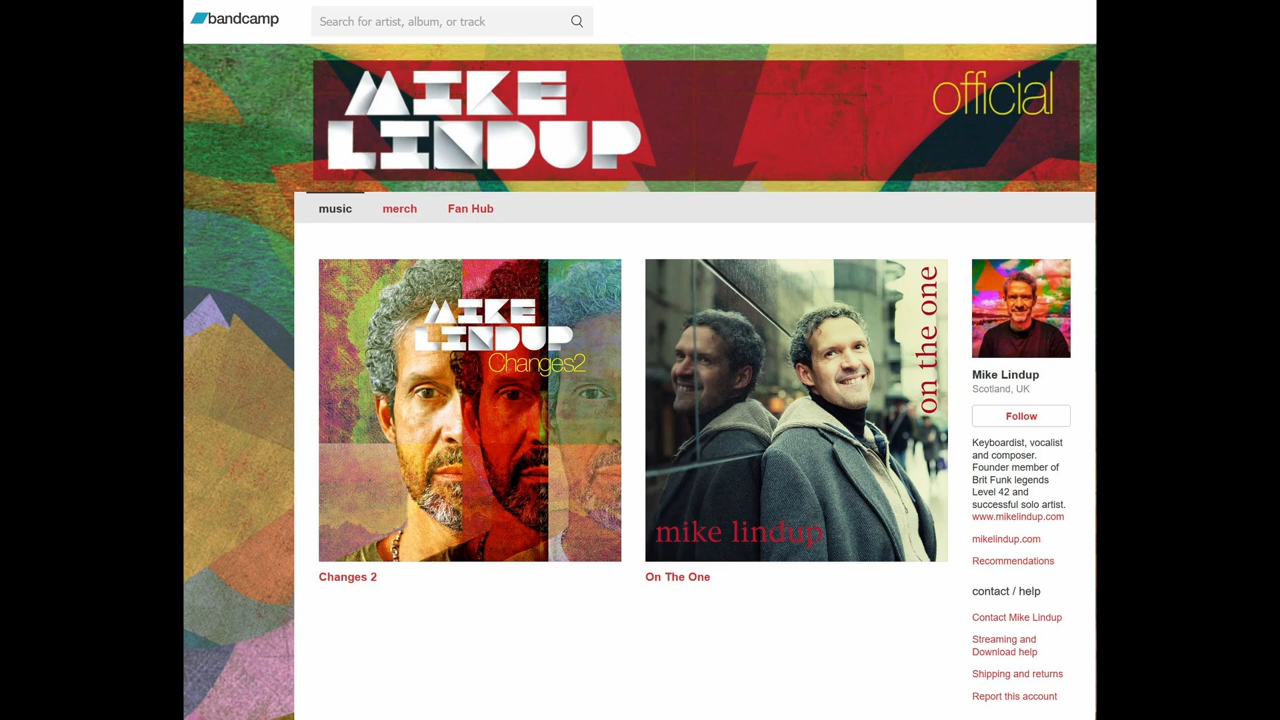 bandcamp
Search for artist, album, or track
MIKE
LINDUP
official
music
merch
Fan Hub
MIKE
LINDUP
Changes2
Changes 2
on the one
mike lindup
On The One
Mike Lindup
Scotland, UK
Follow
Keyboardist, vocalist
and composer.
Founder member of
Brit Funk legends
Level 42 and
successful solo artist.
www.mikelindup.com
mikelindup.com
Recommendations
contact / help
Contact Mike Lindup
Streaming and
Download help
Shipping and returns
Report this account